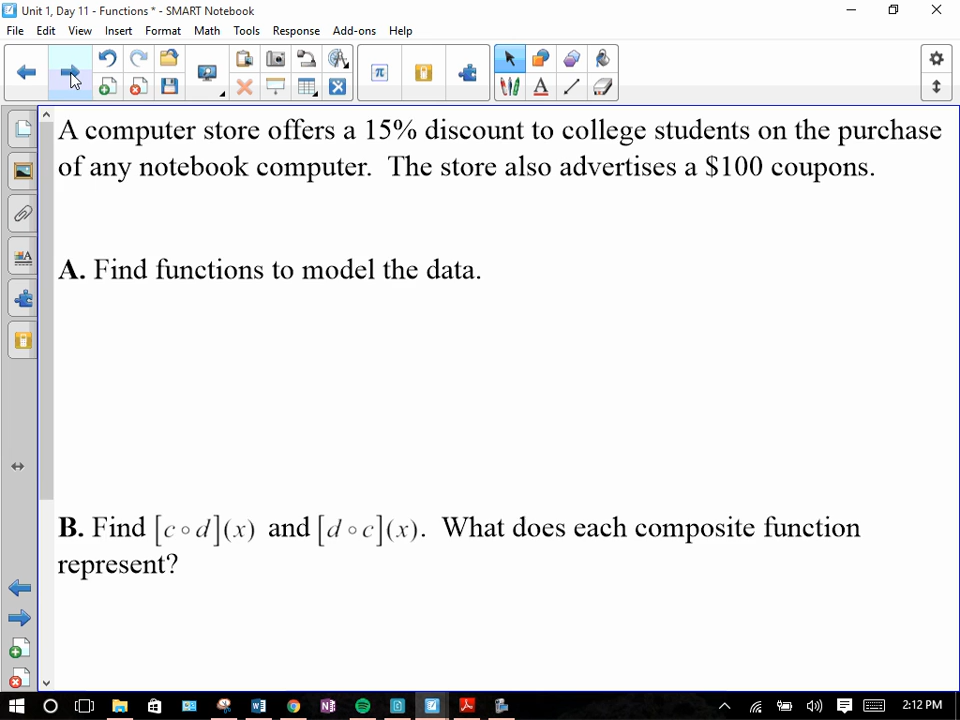 Unit 1, Day 11 - Functions * - SMART Notebook
File Edit View Insert Format Math Tools Response Add-ons Help
A computer store offers a 15% discount to college students on the purchase
of any notebook computer. The store also advertises a $100 coupons.
A. Find functions to model the data.
B. Find [c∘d](x) and [d∘c](x). What does each composite function
represent?
2:12 PM